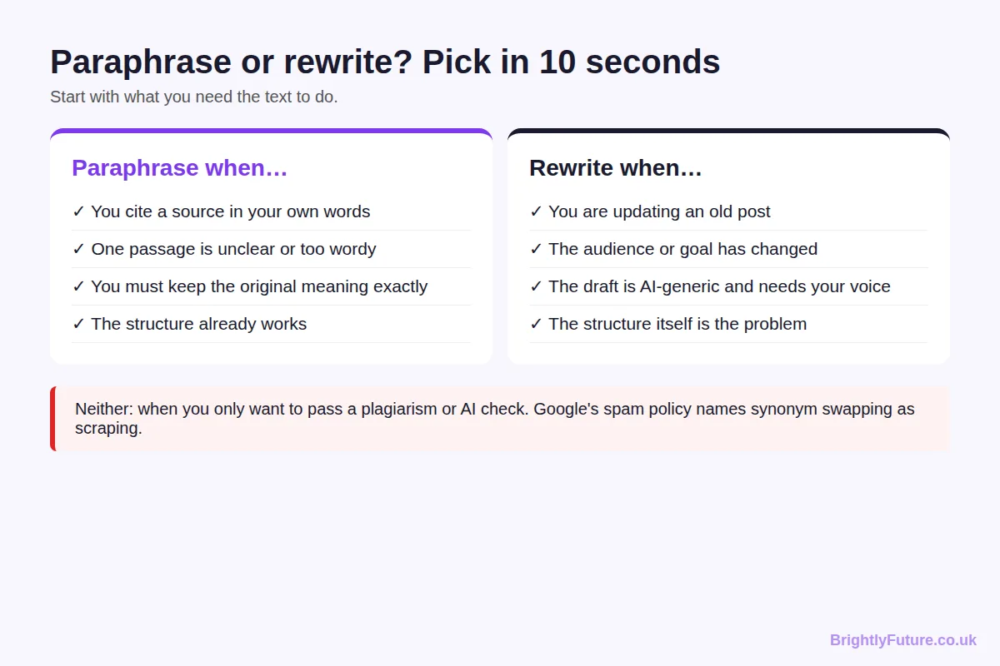 Paraphrase or rewrite? Pick in 10 seconds
Start with what you need the text to do.
Paraphrase when…
✓ You cite a source in your own words
✓ One passage is unclear or too wordy
✓ You must keep the original meaning exactly
✓ The structure already works
Rewrite when…
✓ You are updating an old post
✓ The audience or goal has changed
✓ The draft is AI-generic and needs your voice
✓ The structure itself is the problem
Neither: when you only want to pass a plagiarism or AI check. Google's spam policy names synonym swapping as
scraping.
BrightlyFuture.co.uk